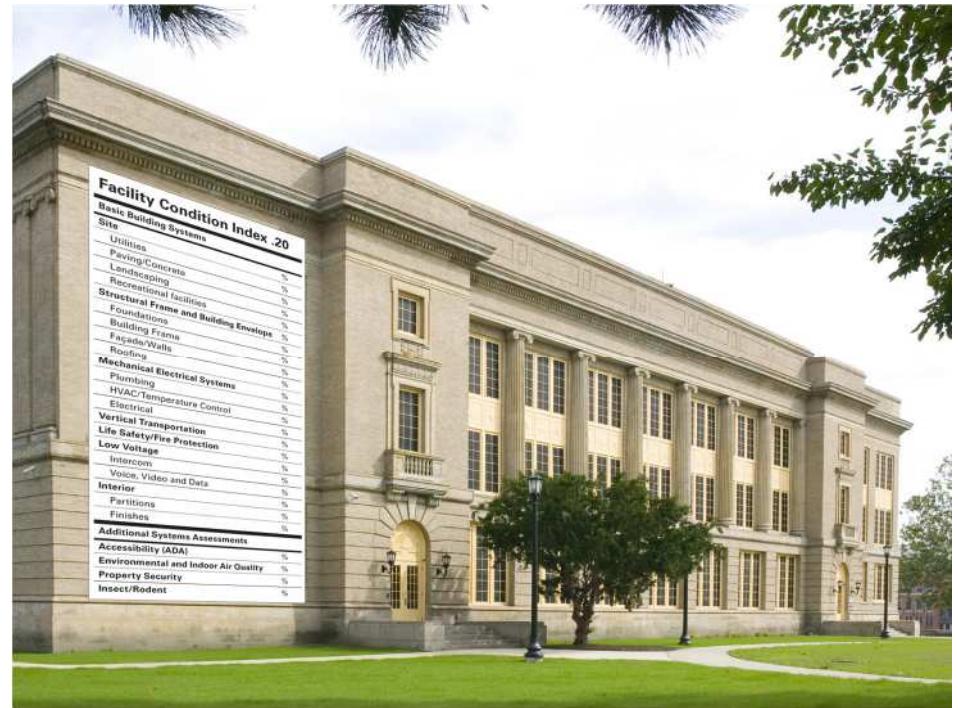 Facility Condition Index .20
Basic Building Systems
Site %
Utilities %
Paving/Concrete %
Landscaping %
Recreational facilities %
Structural Frame and Building Envelope %
Foundations %
Building Frame %
Façade/Walls %
Roofing %
Mechanical Electrical Systems %
Plumbing %
HVAC/Temperature Control %
Electrical %
Vertical Transportation %
Life Safety/Fire Protection %
Low Voltage %
Intercom %
Voice, Video and Data %
Interior %
Partitions %
Finishes %
Additional Systems Assessments
Accessibility (ADA) %
Environmental and Indoor Air Quality %
Property Security %
Insect/Rodent %